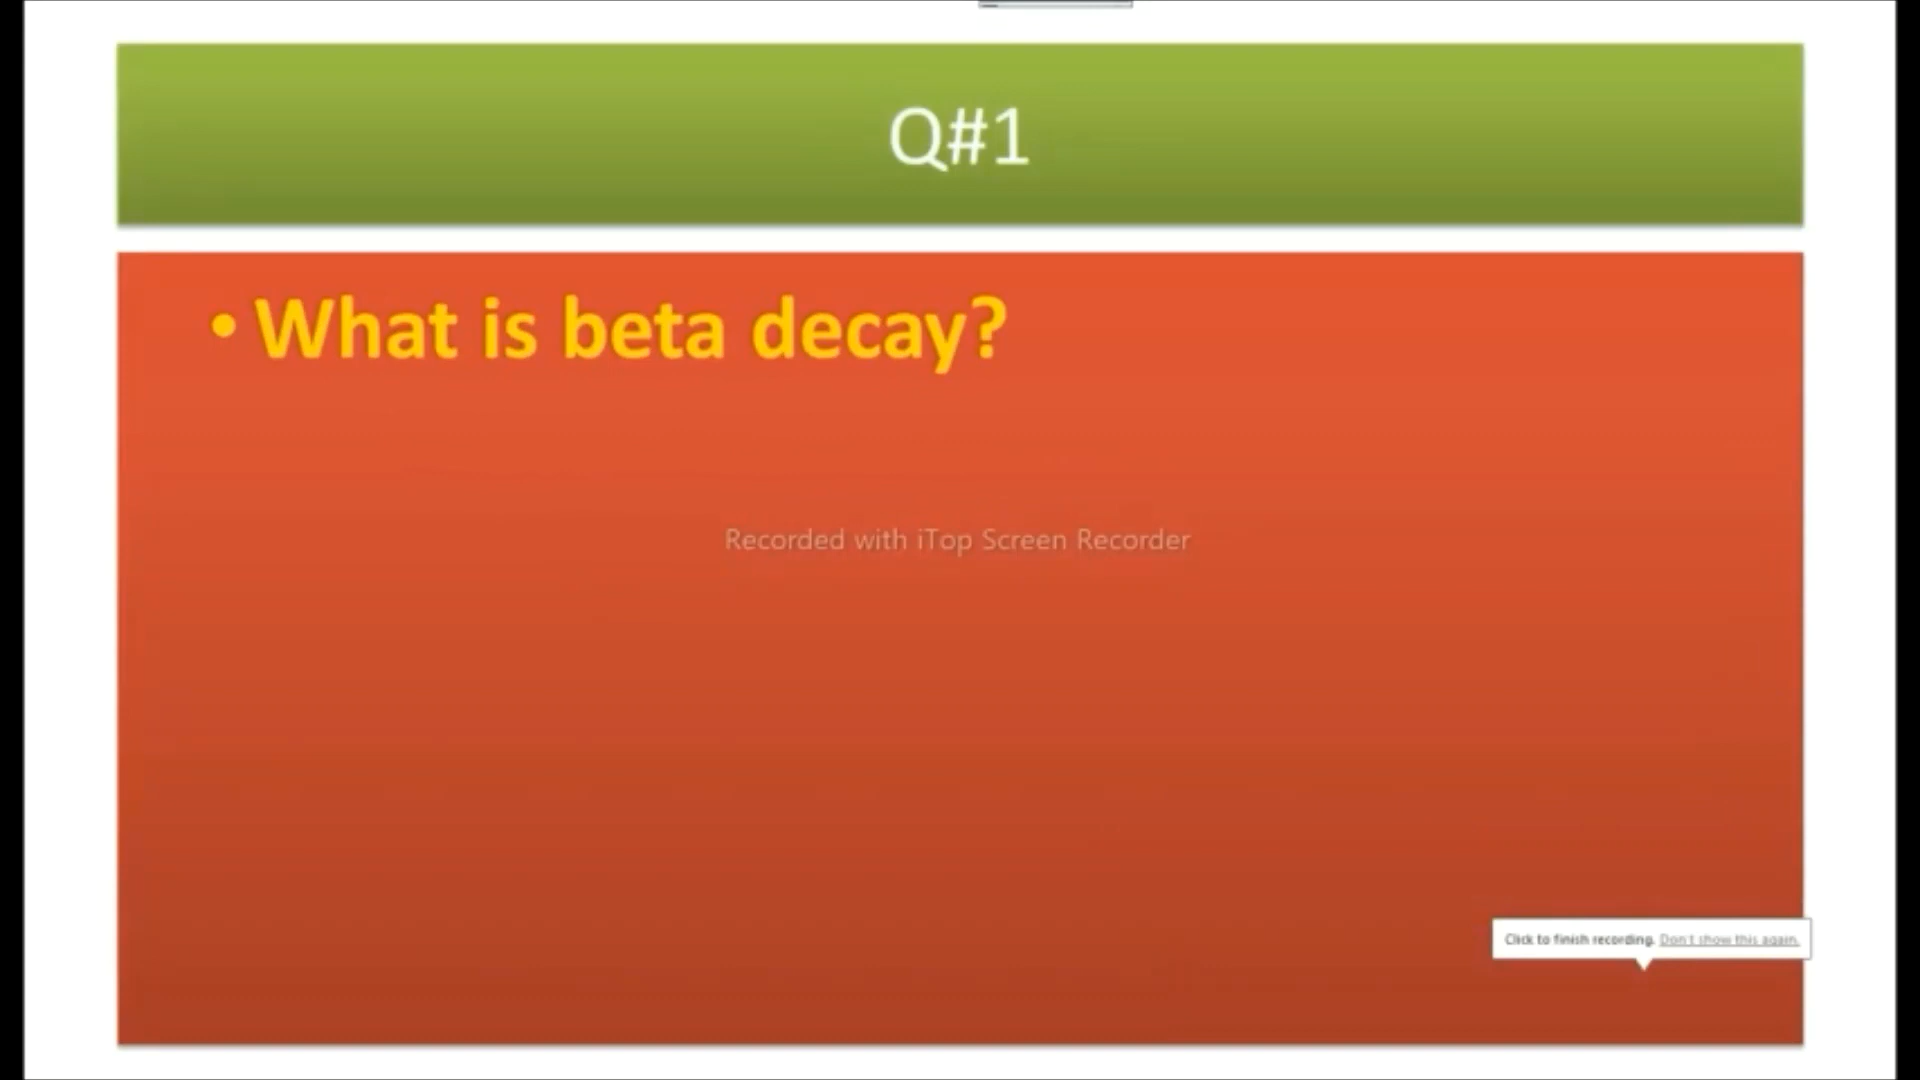 Q#1
• What is beta decay?
Recorded with iTop Screen Recorder
Click to finish recording. Don't show this again.